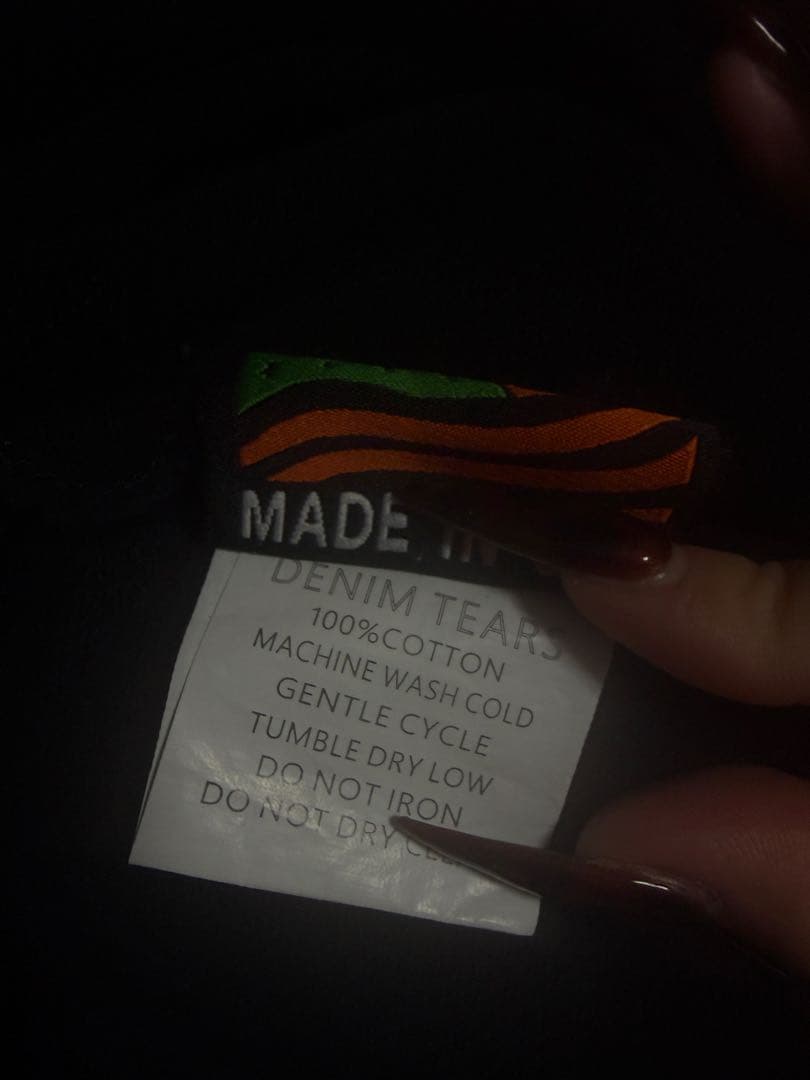 MADE IN
DENIM TEARS
100%COTTON
MACHINE WASH COLD
GENTLE CYCLE
TUMBLE DRY LOW
DO NOT IRON
DO NOT DRY